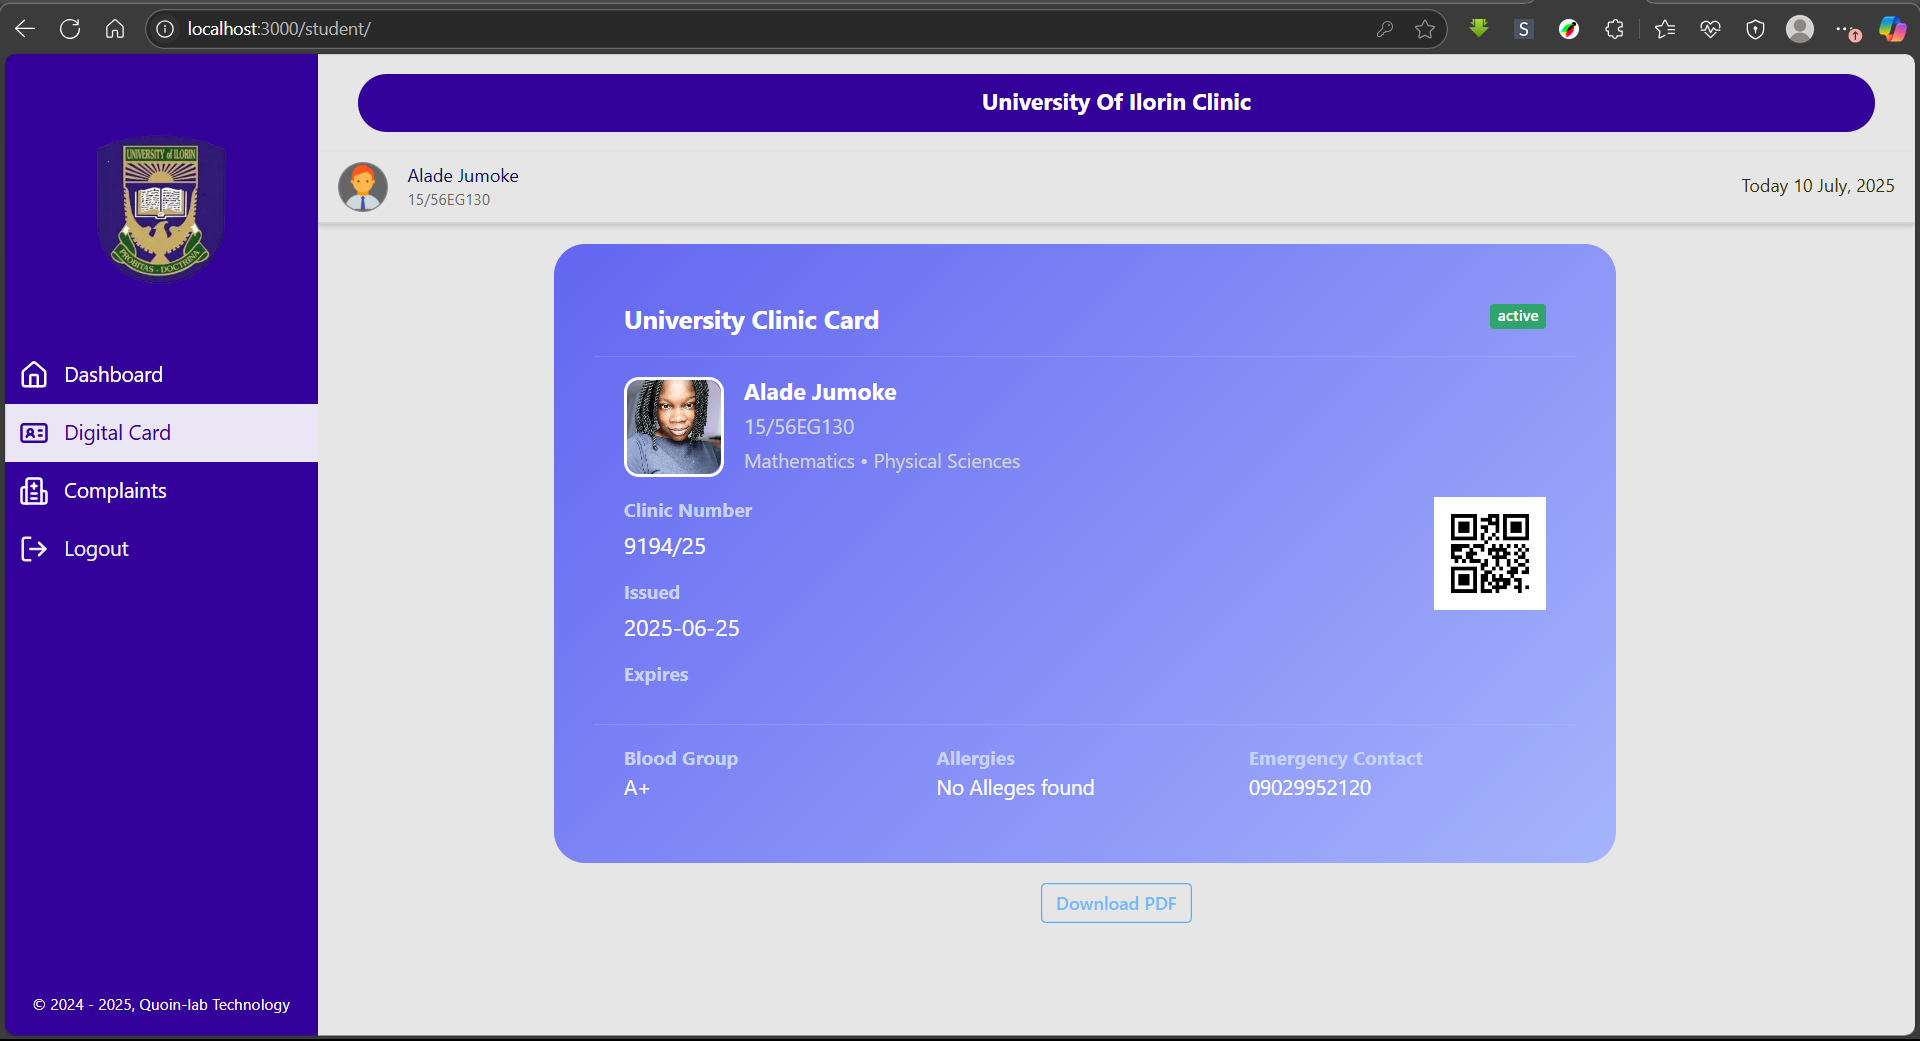 localhost:3000/student/
S
UNIVERSITY of ILORIN
PROBITAS - DOCTRINA
Dashboard
Digital Card
Complaints
Logout
© 2024 - 2025, Quoin-lab Technology
University Of Ilorin Clinic
Alade Jumoke
15/56EG130
Today 10 July, 2025
University Clinic Card
active
Alade Jumoke
15/56EG130
Mathematics • Physical Sciences
Clinic Number
9194/25
Issued
2025-06-25
Expires
Blood Group
A+
Allergies
No Alleges found
Emergency Contact
09029952120
Download PDF